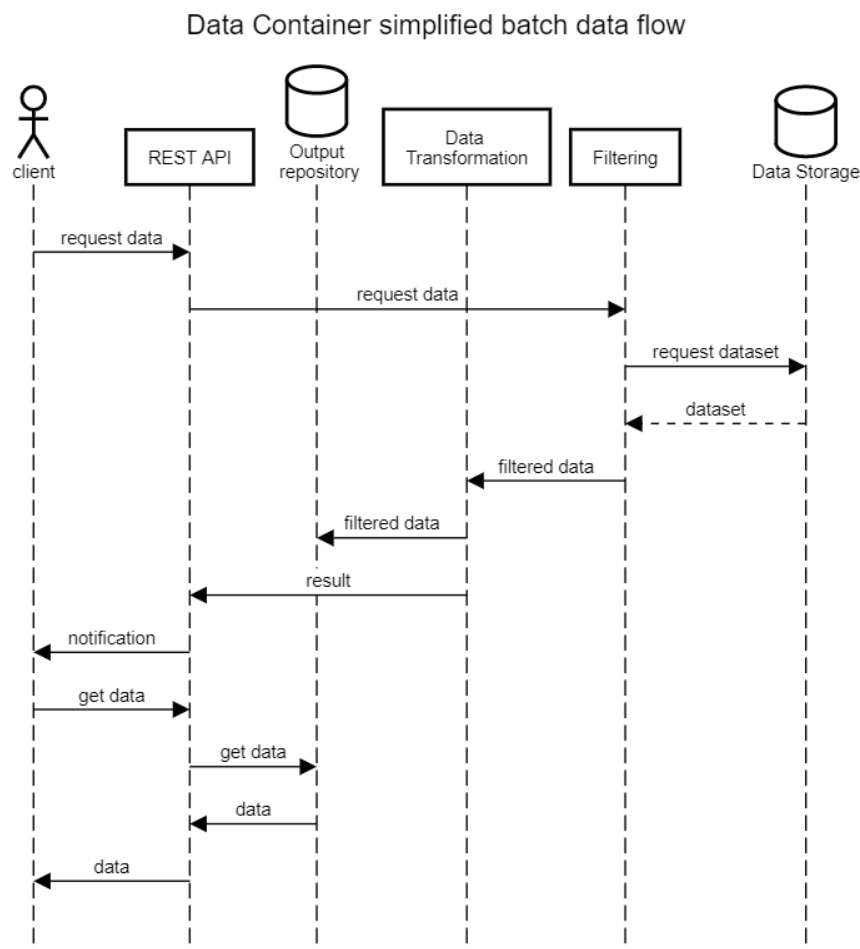 Data Container simplified batch data flow
client
REST API
Output
repository
Data
Transformation
Filtering
Data Storage
request data
request data
request dataset
dataset
filtered data
filtered data
result
notification
get data
get data
data
data